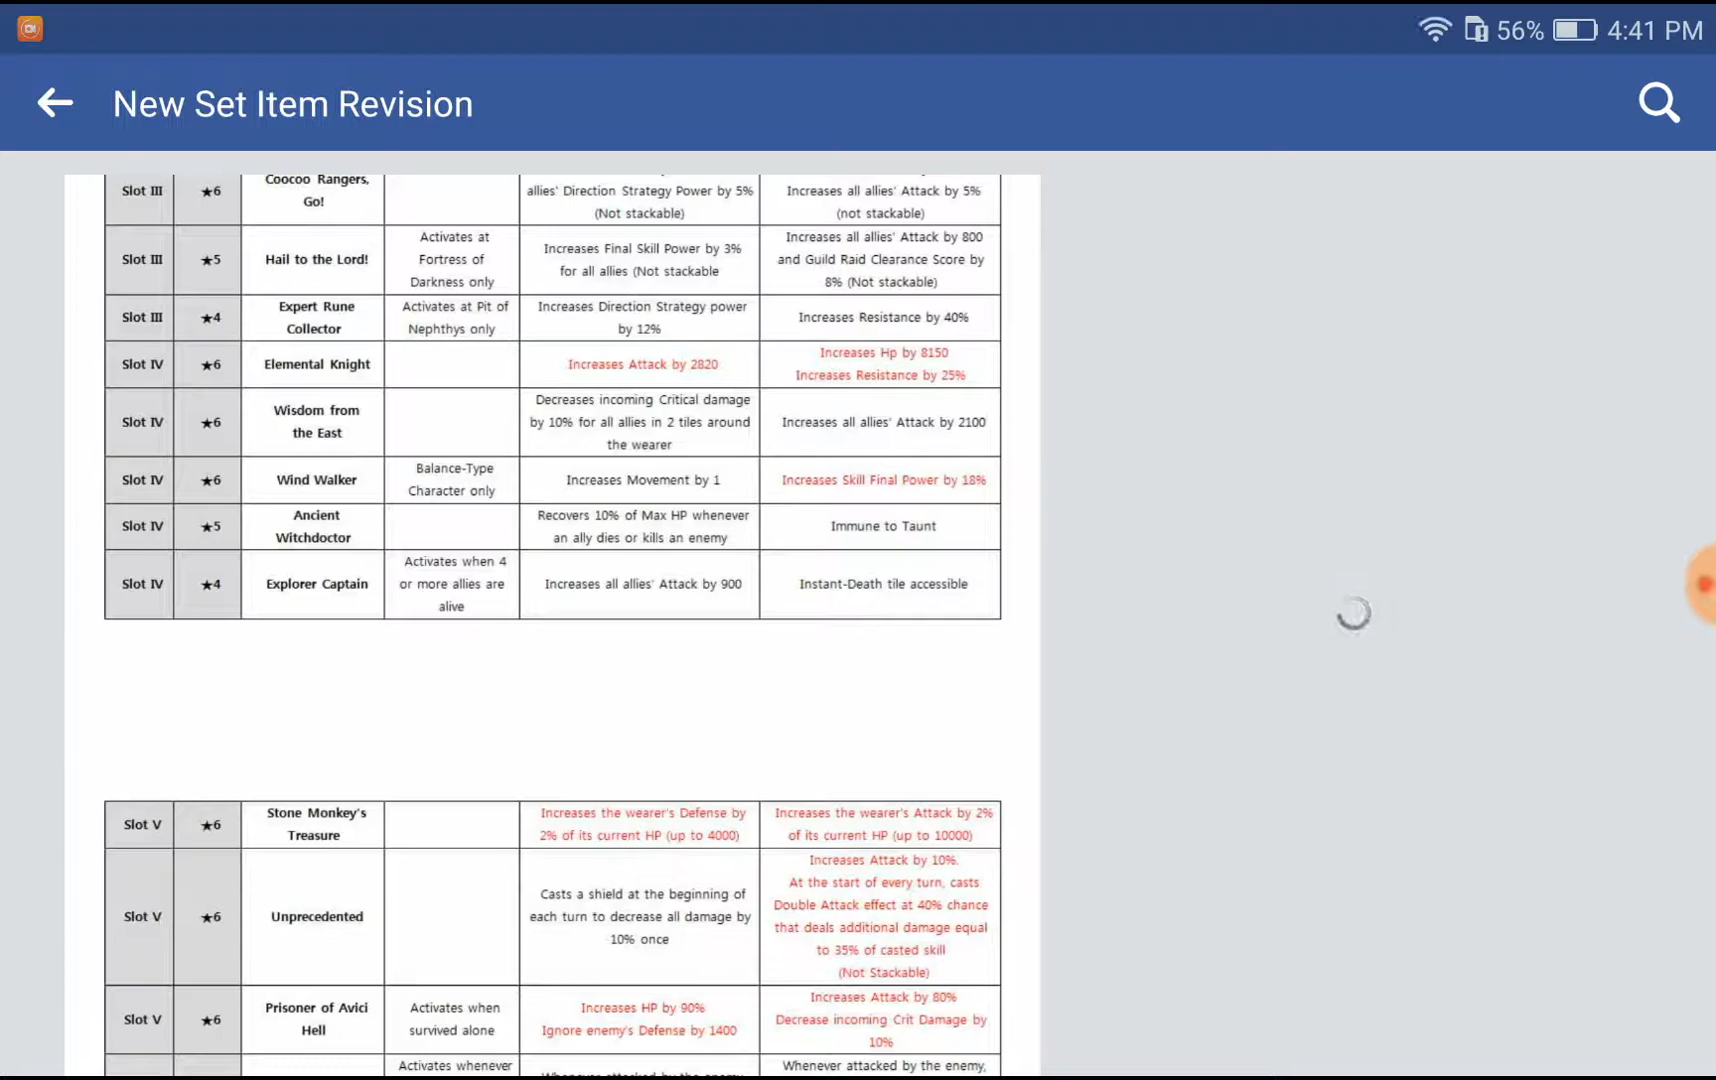 56% 4:41 PM
New Set Item Revision
Slot III ★6 Coocoo Rangers, Go! allies' Direction Strategy Power by 5% (Not stackable) Increases all allies' Attack by 5% (not stackable)
Slot III ★5 Hail to the Lord! Activates at Fortress of Darkness only Increases Final Skill Power by 3% for all allies (Not stackable Increases all allies' Attack by 800 and Guild Raid Clearance Score by 8% (Not stackable)
Slot III ★4 Expert Rune Collector Activates at Pit of Nephthys only Increases Direction Strategy power by 12% Increases Resistance by 40%
Slot IV ★6 Elemental Knight Increases Attack by 2820 Increases Hp by 8150 Increases Resistance by 25%
Slot IV ★6 Wisdom from the East Decreases incoming Critical damage by 10% for all allies in 2 tiles around the wearer Increases all allies' Attack by 2100
Slot IV ★6 Wind Walker Balance-Type Character only Increases Movement by 1 Increases Skill Final Power by 18%
Slot IV ★5 Ancient Witchdoctor Recovers 10% of Max HP whenever an ally dies or kills an enemy Immune to Taunt
Slot IV ★4 Explorer Captain Activates when 4 or more allies are alive Increases all allies' Attack by 900 Instant-Death tile accessible
Slot V ★6 Stone Monkey's Treasure Increases the wearer's Defense by 2% of its current HP (up to 4000) Increases the wearer's Attack by 2% of its current HP (up to 10000)
Slot V ★6 Unprecedented Casts a shield at the beginning of each turn to decrease all damage by 10% once Increases Attack by 10%. At the start of every turn, casts Double Attack effect at 40% chance that deals additional damage equal to 35% of casted skill (Not Stackable)
Slot V ★6 Prisoner of Avici Hell Activates when survived alone Increases HP by 90% Ignore enemy's Defense by 1400 Increases Attack by 80% Decrease incoming Crit Damage by 10%
Activates whenever Whenever attacked by the enemy,